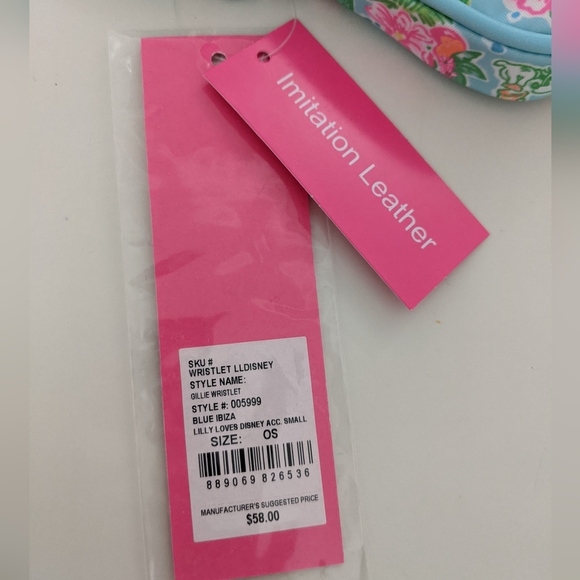 Imitation Leather
SKU #
WRISTLET LLDISNEY
STYLE NAME:
GILLIE WRISTLET
STYLE #: 005999
BLUE IBIZA
LILLY LOVES DISNEY ACC. SMALL
SIZE: OS
889069 826536
MANUFACTURER'S SUGGESTED PRICE
$58.00